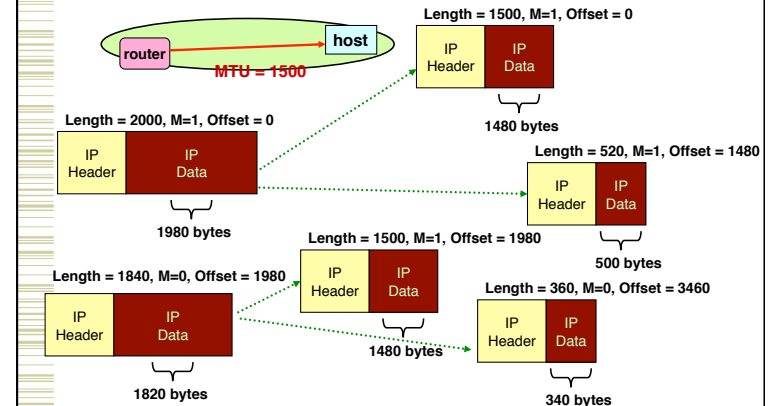 Length = 1500, M=1, Offset = 0
router
host
MTU = 1500
IP
Header
IP
Data
1480 bytes
Length = 2000, M=1, Offset = 0
IP
Header
IP
Data
1980 bytes
Length = 520, M=1, Offset = 1480
IP
Header
IP
Data
500 bytes
Length = 1500, M=1, Offset = 1980
IP
Header
IP
Data
1480 bytes
Length = 1840, M=0, Offset = 1980
IP
Header
IP
Data
1820 bytes
Length = 360, M=0, Offset = 3460
IP
Header
IP
Data
340 bytes